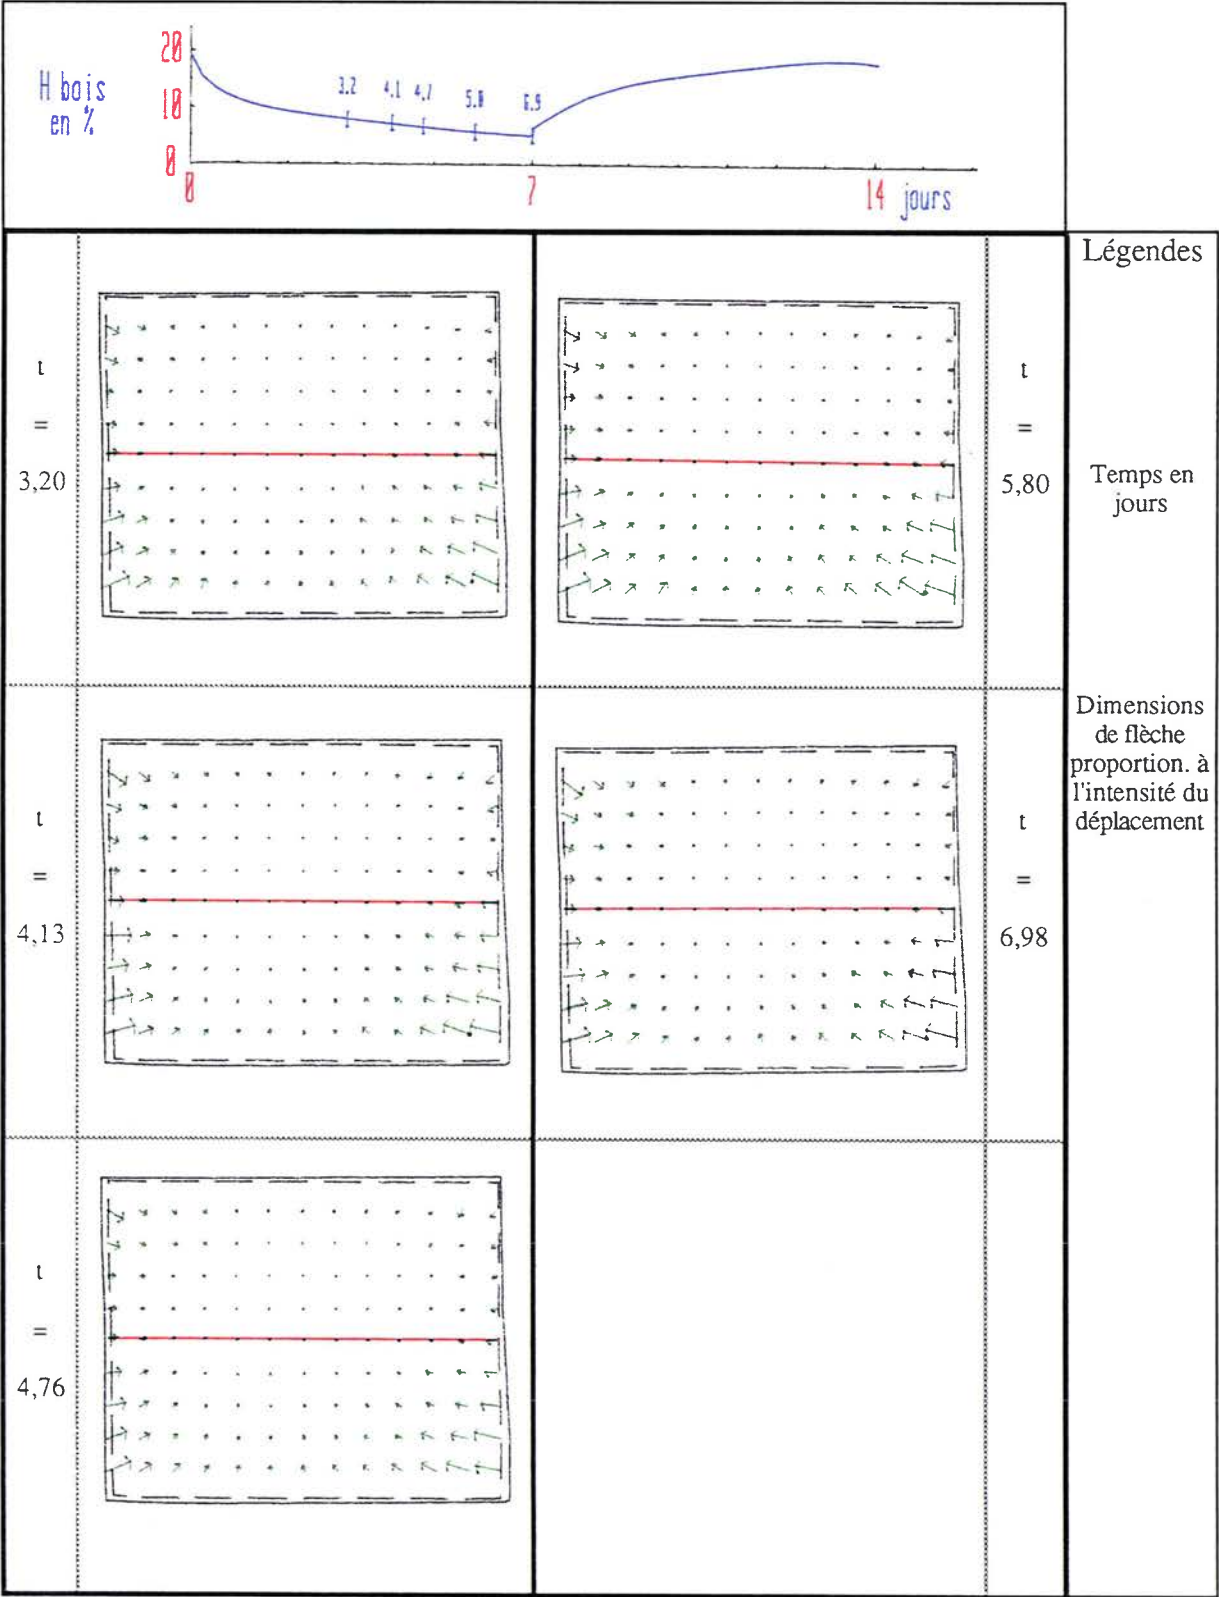 20
H bois
en %
10
0
3.2
4.1
4.7
5.8
6.9
0
7
14 jours
Légendes
t
=
3,20
t
=
5,80
Temps en
jours
t
=
4,13
t
=
6,98
Dimensions
de flèche
proportion. à
l'intensité du
déplacement
t
=
4,76